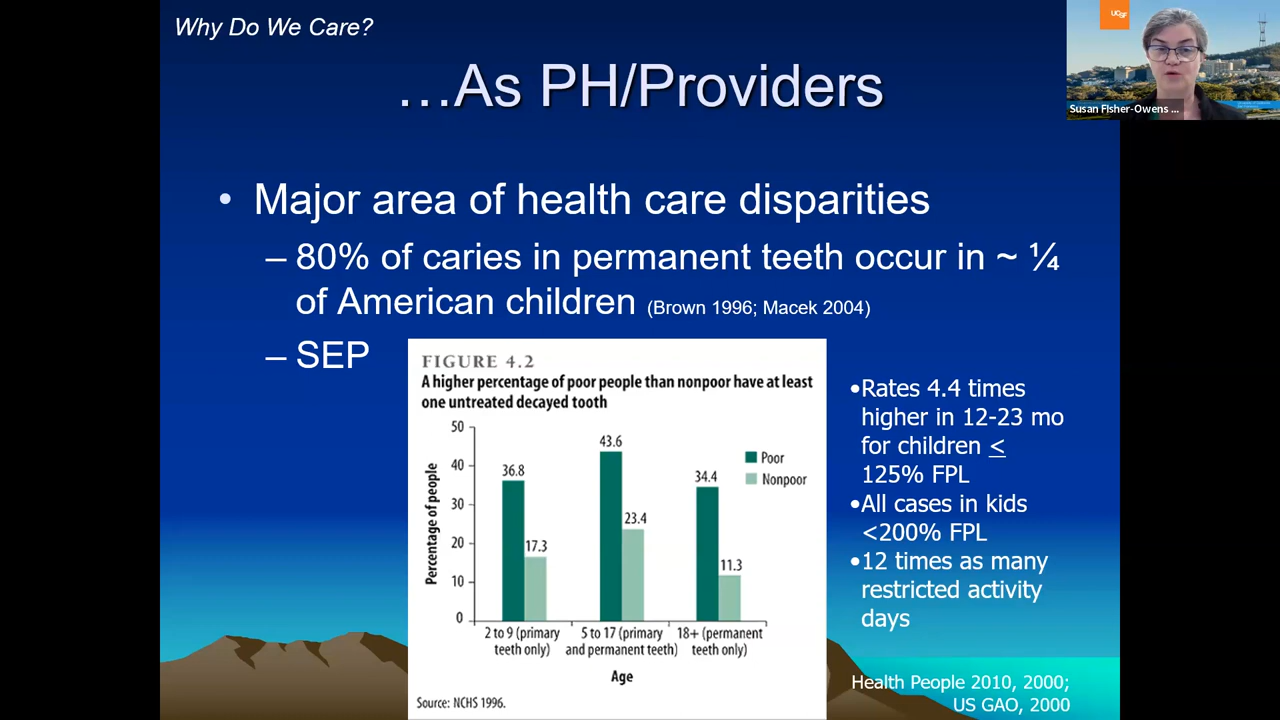 Why Do We Care?
…As PH/Providers
UCSF
Susan FIsher-Owens ...
• Major area of health care disparities
– 80% of caries in permanent teeth occur in ~ ¼
of American children (Brown 1996; Macek 2004)
– SEP
FIGURE 4.2
A higher percentage of poor people than nonpoor have at least
one untreated decayed tooth
Percentage of people
50
40
30
20
10
0
36.8
17.3
43.6
23.4
34.4
11.3
Poor
Nonpoor
2 to 9 (primary
teeth only)
5 to 17 (primary
and permanent teeth)
18+ (permanent
teeth only)
Age
Source: NCHS 1996.
•Rates 4.4 times
higher in 12-23 mo
for children <
125% FPL
•All cases in kids
<200% FPL
•12 times as many
restricted activity
days
Health People 2010, 2000;
US GAO, 2000